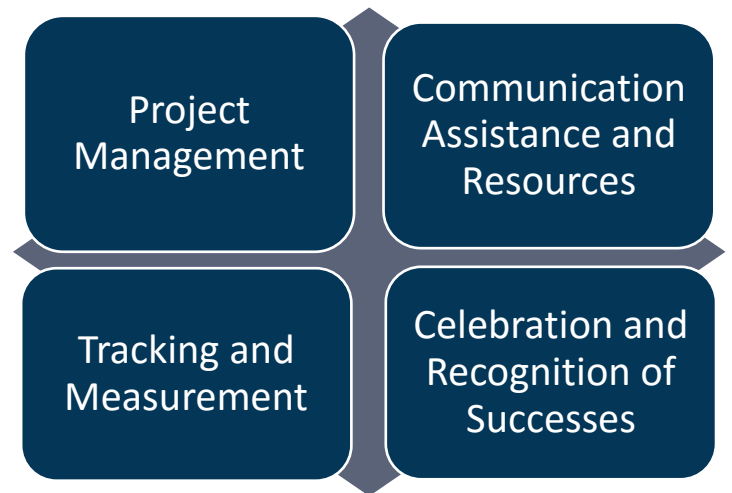 Project
Management
Communication
Assistance and
Resources
Tracking and
Measurement
Celebration and
Recognition of
Successes